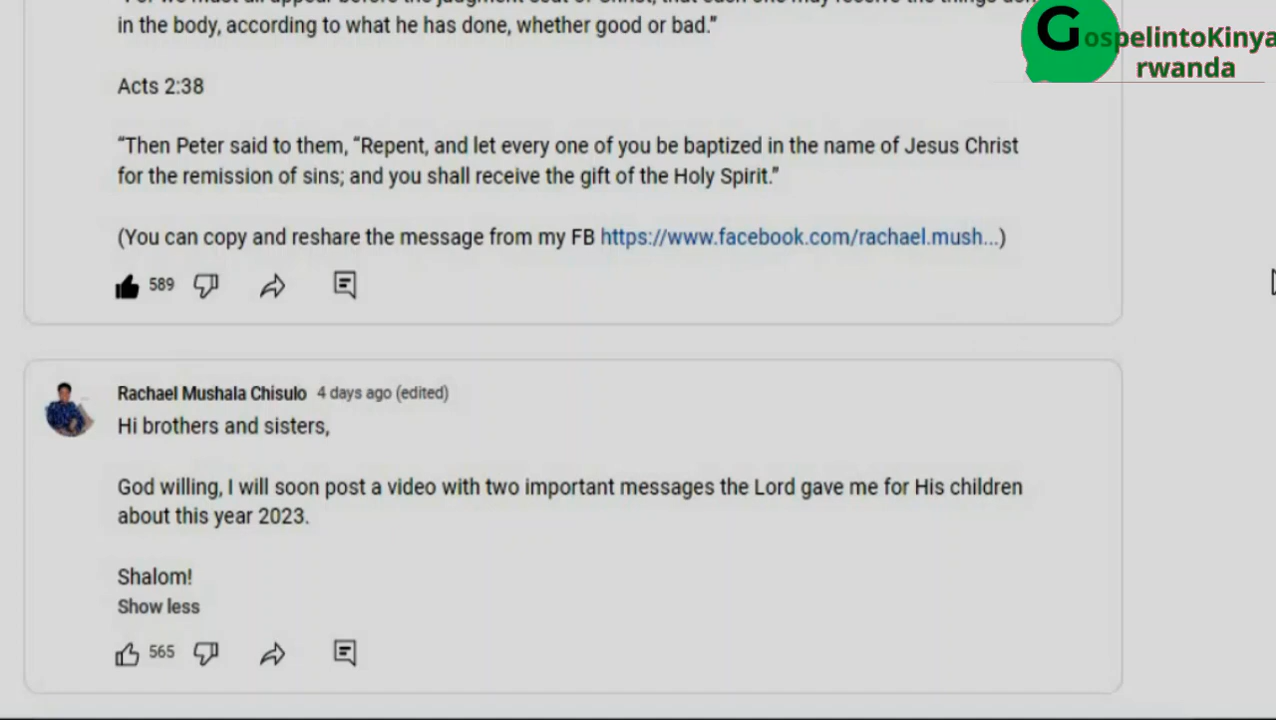 in the body, according to what he has done, whether good or bad.”
GospelintoKinya
rwanda
Acts 2:38
“Then Peter said to them, “Repent, and let every one of you be baptized in the name of Jesus Christ
for the remission of sins; and you shall receive the gift of the Holy Spirit.”
(You can copy and reshare the message from my FB https://www.facebook.com/rachael.mush...)
589
Rachael Mushala Chisulo 4 days ago (edited)
Hi brothers and sisters,
God willing, I will soon post a video with two important messages the Lord gave me for His children
about this year 2023.
Shalom!
Show less
565